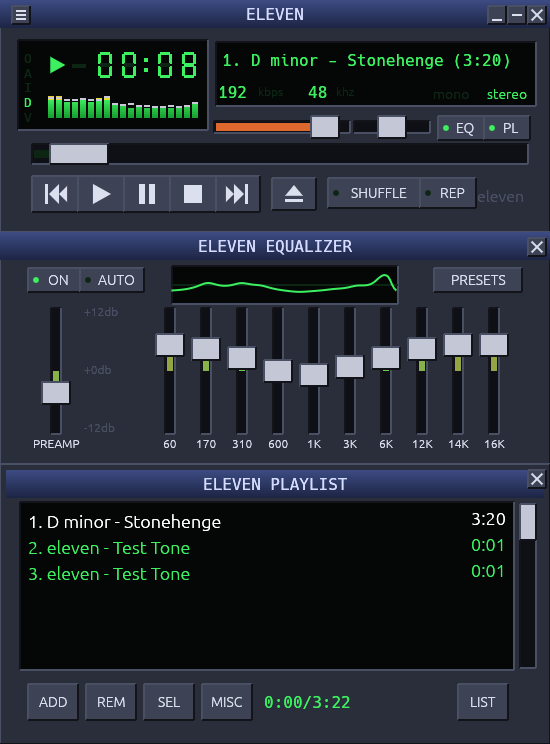 ELEVEN
O
A
I
D
V
00:08
1. D minor - Stonehenge (3:20)
192 kbps 48 khz mono stereo
EQ PL
SHUFFLE REP eleven
ELEVEN EQUALIZER
ON AUTO PRESETS
+12db
+0db
-12db
PREAMP 60 170 310 600 1K 3K 6K 12K 14K 16K
ELEVEN PLAYLIST
1. D minor - Stonehenge 3:20
2. eleven - Test Tone 0:01
3. eleven - Test Tone 0:01
ADD REM SEL MISC 0:00/3:22 LIST